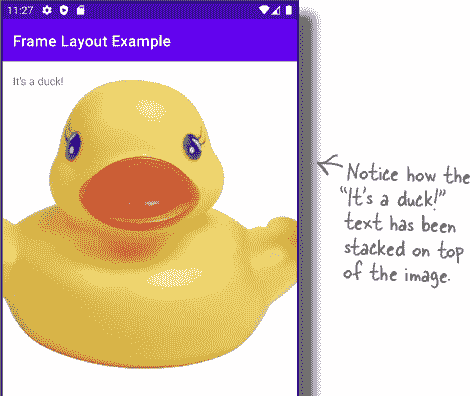 11:27
Frame Layout Example
It's a duck!
Notice how the
"It's a duck!"
text has been
stacked on top
of the image.